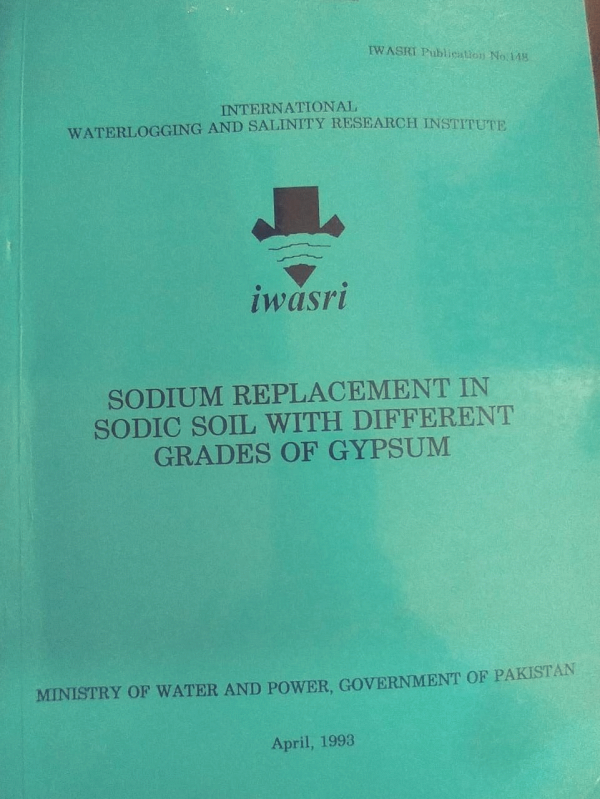 IWASRI Publication No.148
INTERNATIONAL
WATERLOGGING AND SALINITY RESEARCH INSTITUTE
iwasri
SODIUM REPLACEMENT IN
SODIC SOIL WITH DIFFERENT
GRADES OF GYPSUM
MINISTRY OF WATER AND POWER, GOVERNMENT OF PAKISTAN
April, 1993